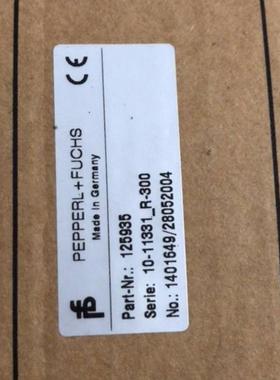 PEPPERL+FUCHS
Made in Germany
CE
Part-Nr.: 125935
Serie: 10-11331_R-300
No.: 1401649/28052004